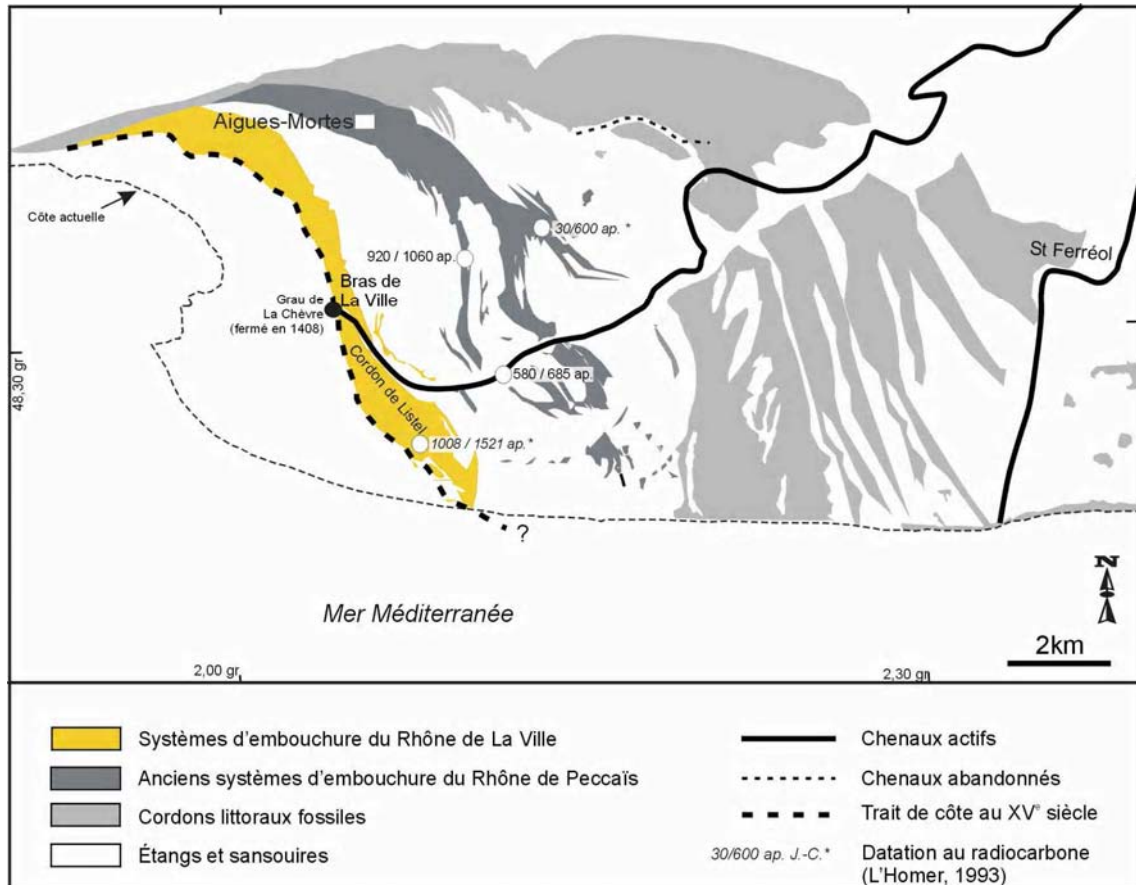 Aigues-Mortes
Côte actuelle
30/600 ap. *
920 / 1060 ap.
St Ferréol
Bras de
La Ville
Grau de
La Chèvre
(fermé en 1408)
48,30 gr
580 / 685 ap.
Cordon de Listel
1008 / 1521 ap.*
?
Mer Méditerranée
N
2km
2,00 gr
2,30 gr
Systèmes d'embouchure du Rhône de La Ville
Anciens systèmes d'embouchure du Rhône de Peccaïs
Cordons littoraux fossiles
Étangs et sansouires
Chenaux actifs
Chenaux abandonnés
Trait de côte au XVᵉ siècle
30/600 ap. J.-C.*
Datation au radiocarbone
(L'Homer, 1993)